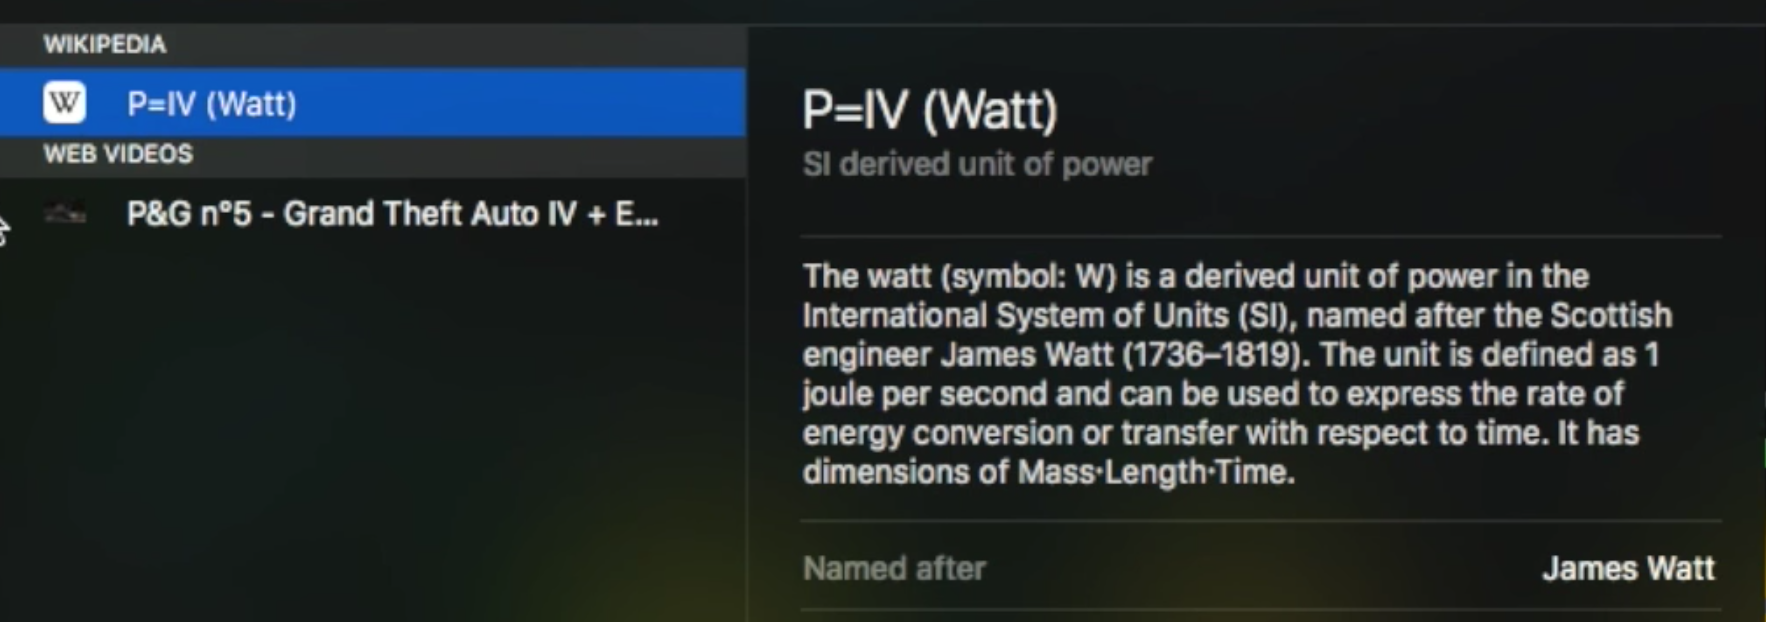 WIKIPEDIA
W P=IV (Watt)
WEB VIDEOS
P&G n°5 - Grand Theft Auto IV + E...
P=IV (Watt)
SI derived unit of power
The watt (symbol: W) is a derived unit of power in the
International System of Units (SI), named after the Scottish
engineer James Watt (1736–1819). The unit is defined as 1
joule per second and can be used to express the rate of
energy conversion or transfer with respect to time. It has
dimensions of Mass·Length·Time.
Named after James Watt